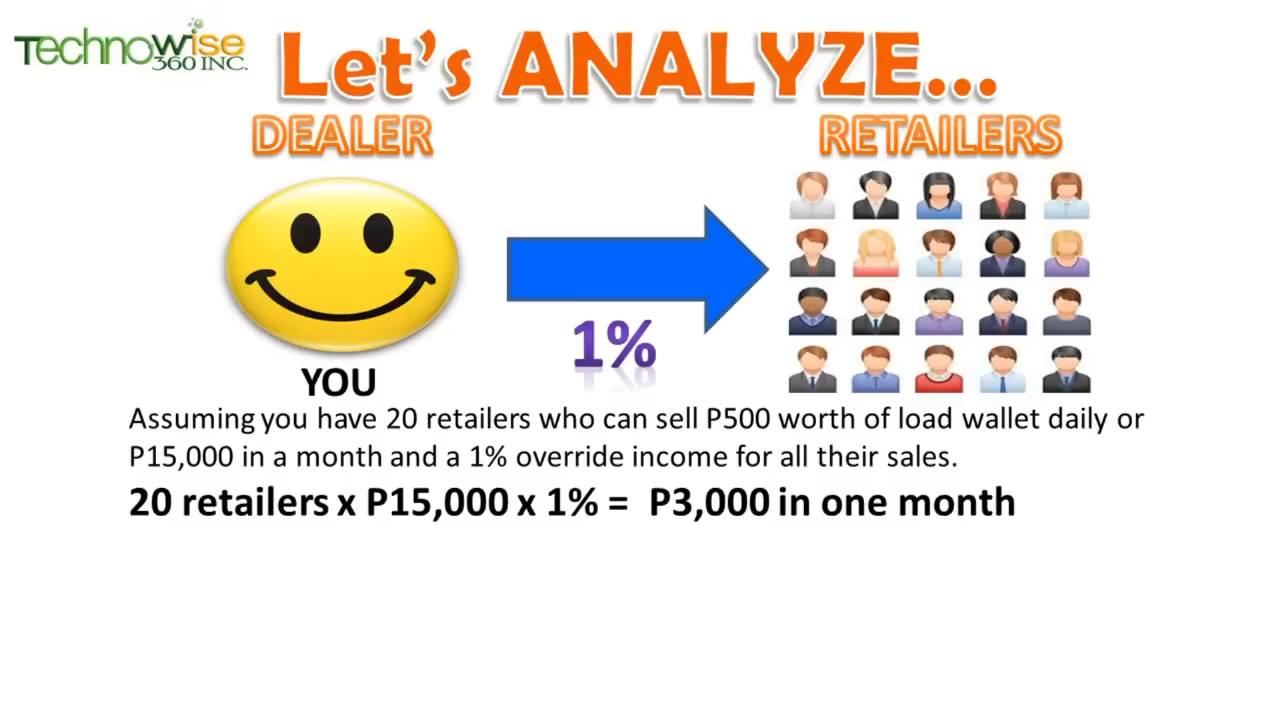 Technowise
360 INC.
Let's ANALYZE...
DEALER
RETAILERS
1%
YOU
Assuming you have 20 retailers who can sell P500 worth of load wallet daily or
P15,000 in a month and a 1% override income for all their sales.
20 retailers x P15,000 x 1% = P3,000 in one month